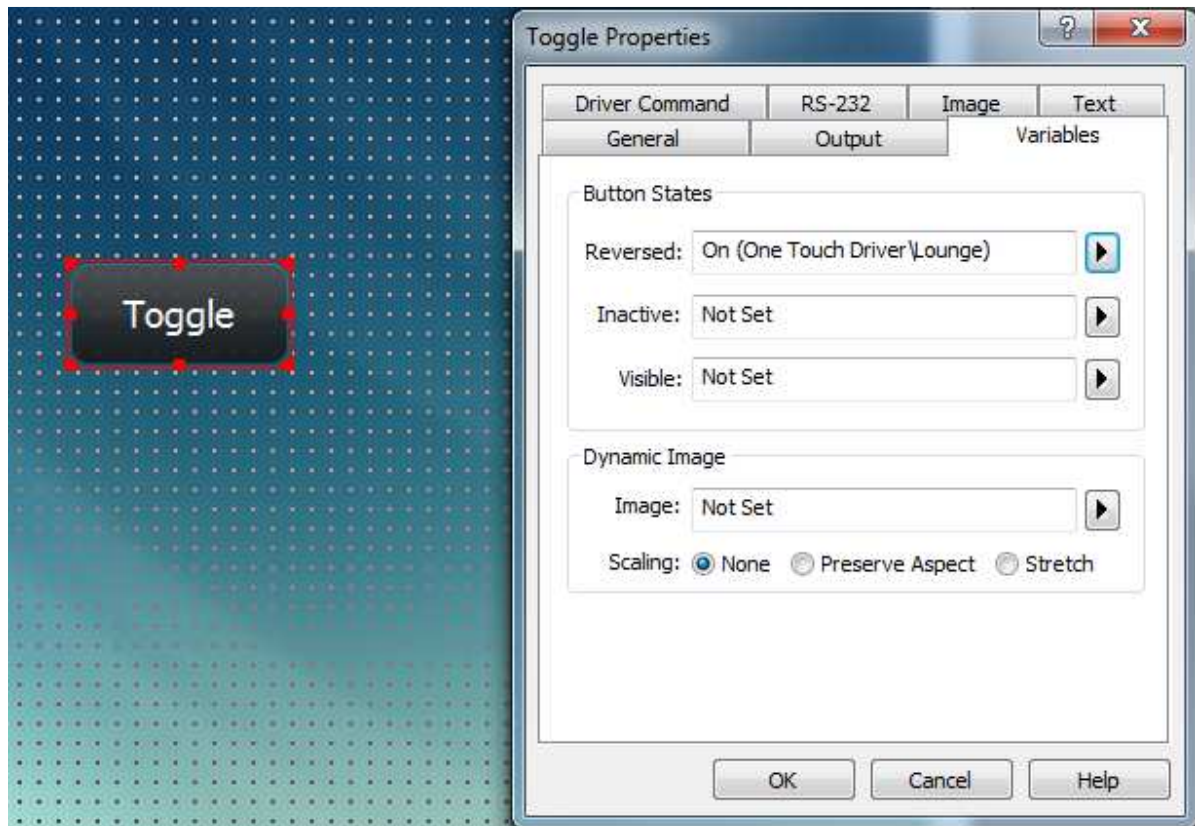 Toggle Properties
Driver Command RS-232 Image Text
General Output Variables
Button States
Reversed: On (One Touch Driver\Lounge)
Toggle
Inactive: Not Set
Visible: Not Set
Dynamic Image
Image: Not Set
Scaling: None Preserve Aspect Stretch
OK Cancel Help